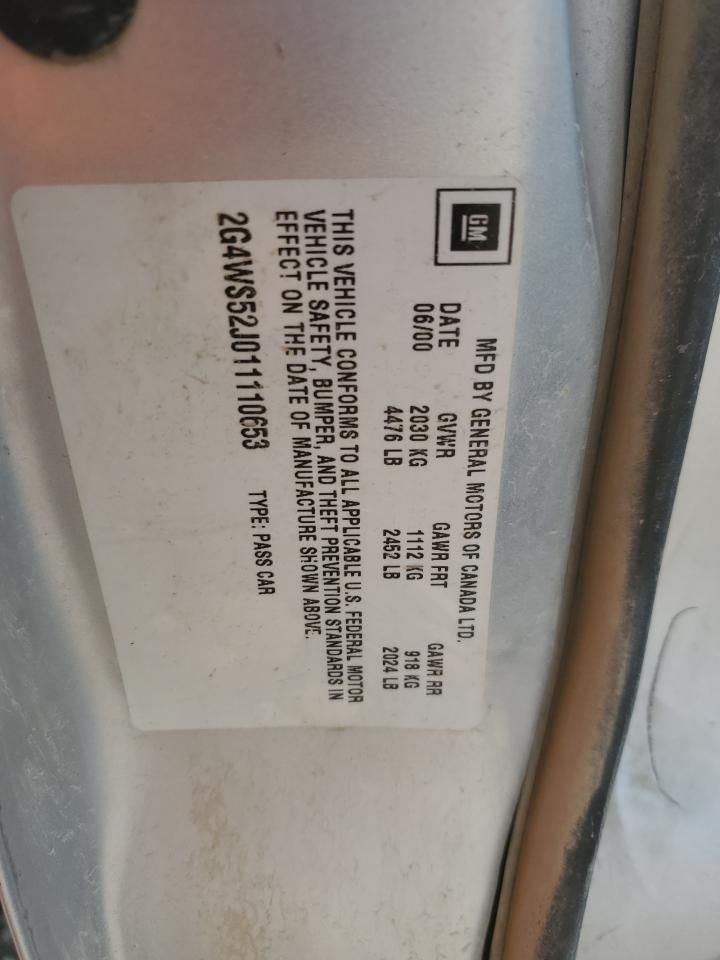 GM
MFD BY GENERAL MOTORS OF CANADA LTD.
DATE GVWR GAWR FRT GAWR RR
06/00 2030 KG 1112 KG 918 KG
4476 LB 2452 LB 2024 LB
THIS VEHICLE CONFORMS TO ALL APPLICABLE U.S. FEDERAL MOTOR
VEHICLE SAFETY, BUMPER, AND THEFT PREVENTION STANDARDS IN
EFFECT ON THE DATE OF MANUFACTURE SHOWN ABOVE.
2G4WS52J011110653 TYPE: PASS CAR